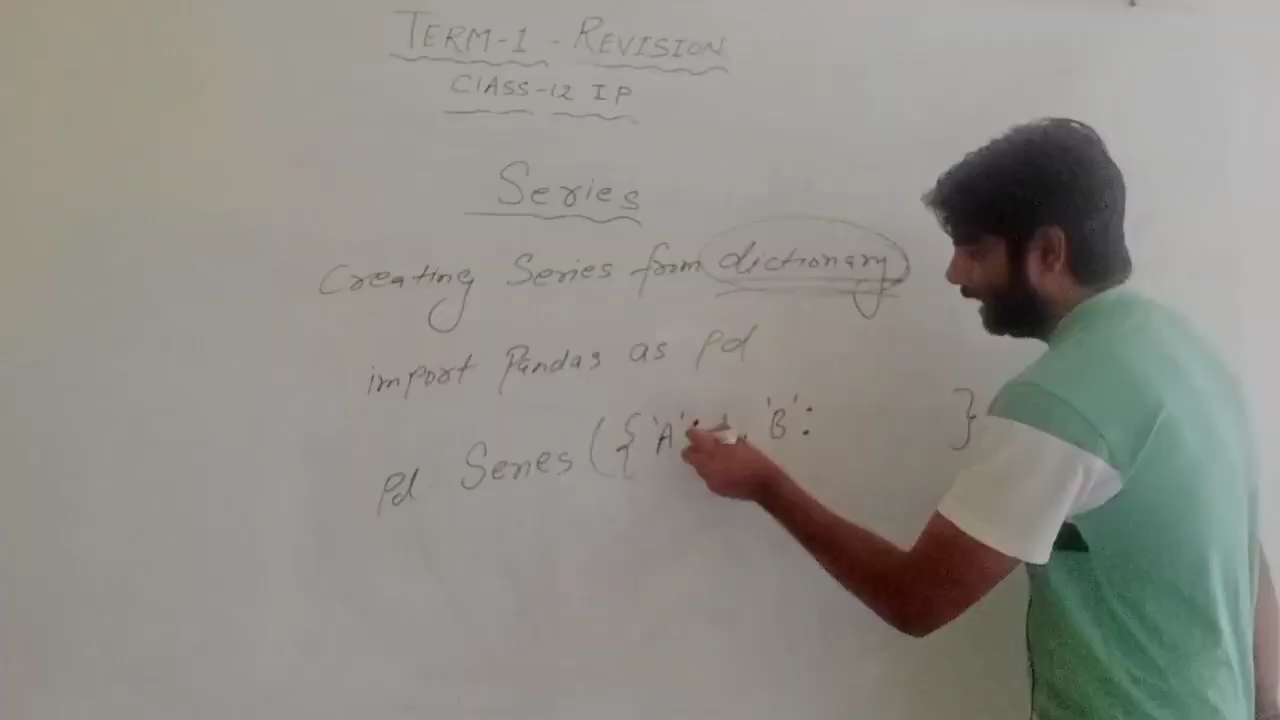 TERM-1 - REVISION
CLASS-12 IP
Series
Creating Series from dictionary
import Pandas as pd
Pd Series ({'A': 'B': }